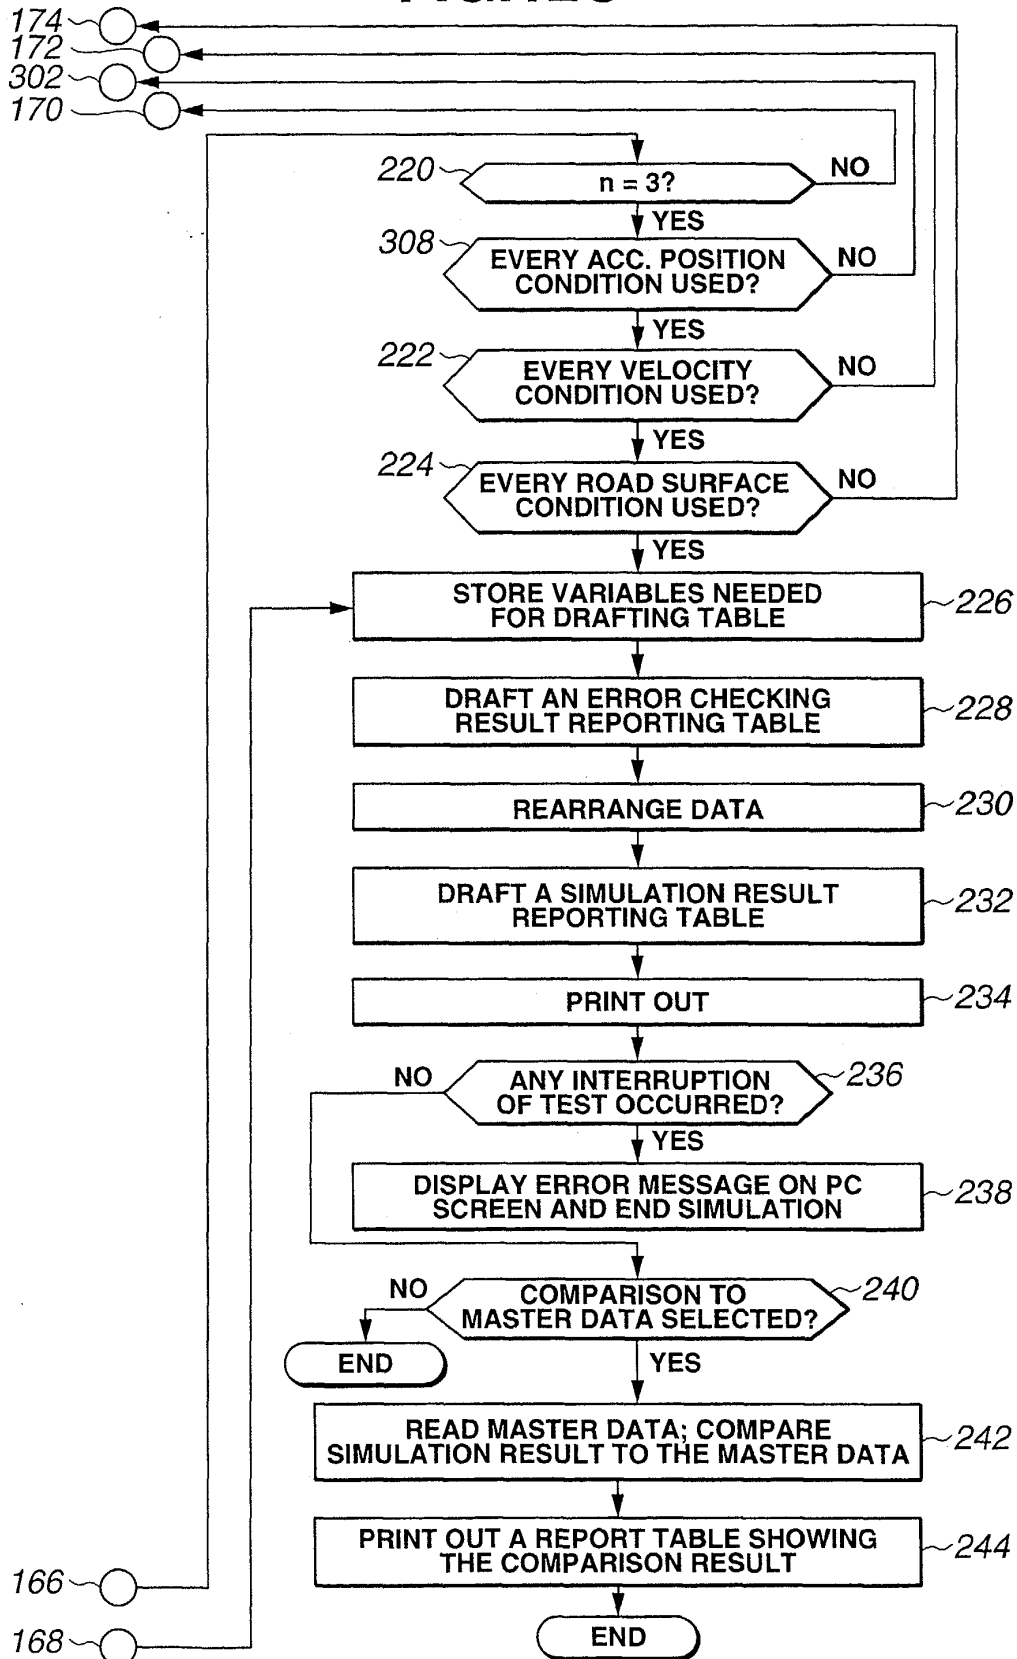 174
172
302
170
220
n = 3?
NO
YES
308
EVERY ACC. POSITION
CONDITION USED?
NO
YES
222
EVERY VELOCITY
CONDITION USED?
NO
YES
224
EVERY ROAD SURFACE
CONDITION USED?
NO
YES
STORE VARIABLES NEEDED
FOR DRAFTING TABLE
226
DRAFT AN ERROR CHECKING
RESULT REPORTING TABLE
228
REARRANGE DATA
230
DRAFT A SIMULATION RESULT
REPORTING TABLE
232
PRINT OUT
234
NO
ANY INTERRUPTION
OF TEST OCCURRED?
236
YES
DISPLAY ERROR MESSAGE ON PC
SCREEN AND END SIMULATION
238
NO
COMPARISON TO
MASTER DATA SELECTED?
240
END
YES
READ MASTER DATA; COMPARE
SIMULATION RESULT TO THE MASTER DATA
242
PRINT OUT A REPORT TABLE SHOWING
THE COMPARISON RESULT
244
166
168
END